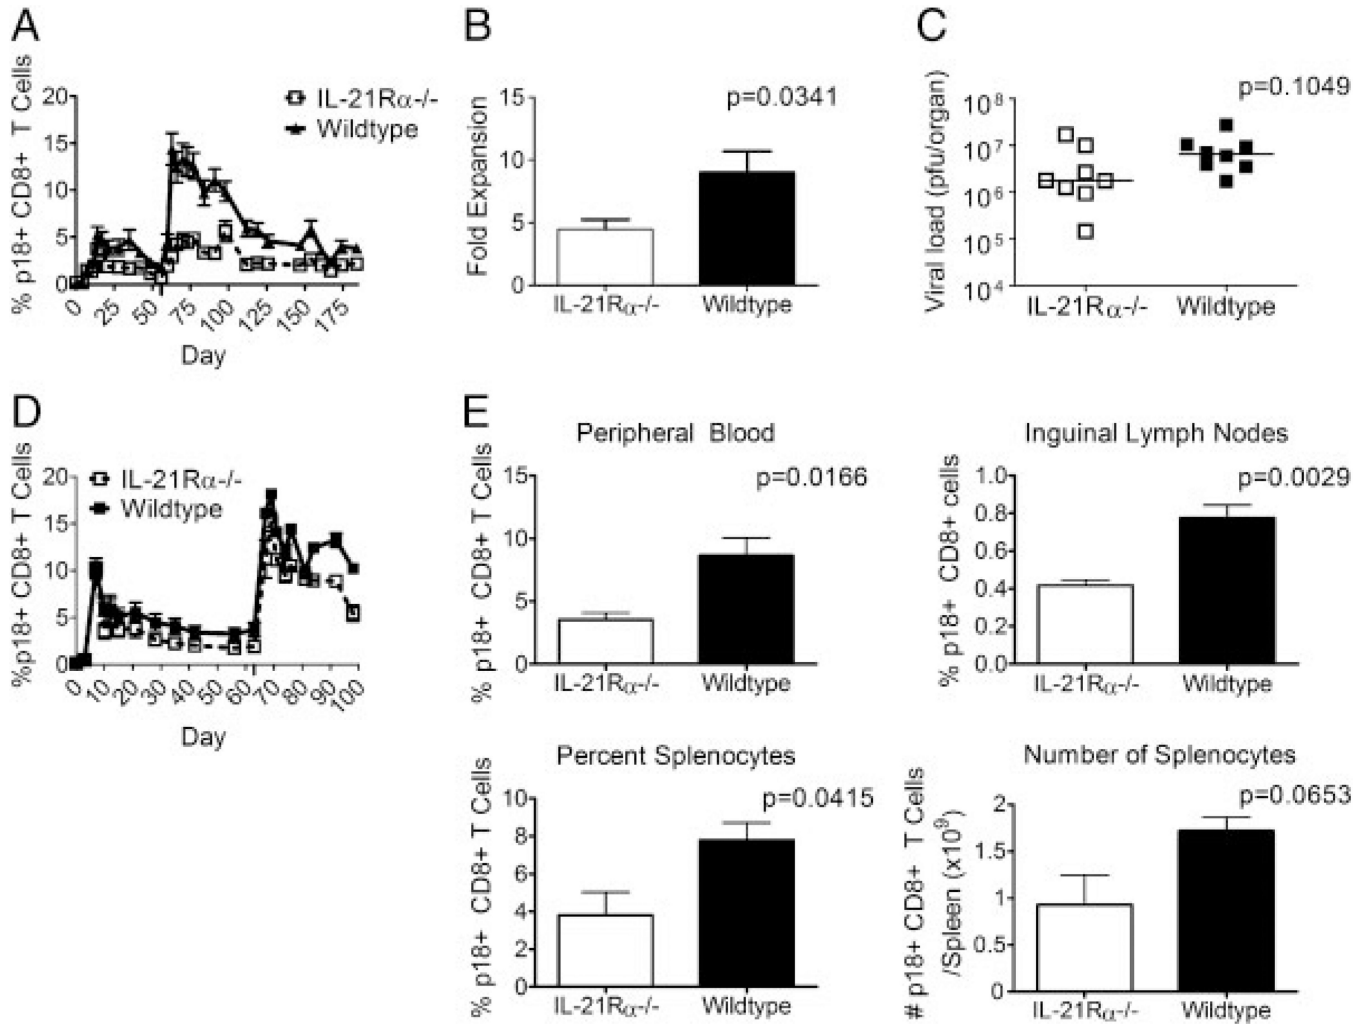 A
% p18+ CD8+ T Cells
20
15
10
5
0
0
25
50
75
100
125
150
175
Day
IL-21Rα-/-
Wildtype
B
Fold Expansion
15
10
5
0
p=0.0341
IL-21Rα-/-
Wildtype
C
Viral load (pfu/organ)
10⁸
10⁷
10⁶
10⁵
10⁴
p=0.1049
IL-21Rα-/-
Wildtype
D
%p18+ CD8+ T Cells
20
15
10
5
0
0
10
20
30
40
50
60
70
80
90
100
Day
IL-21Rα-/-
Wildtype
E
Peripheral Blood
% p18+ CD8+ T Cells
15
10
5
0
p=0.0166
IL-21Rα-/-
Wildtype
Inguinal Lymph Nodes
% p18+ CD8+ cells
1.0
0.8
0.6
0.4
0.2
0.0
p=0.0029
IL-21Rα-/-
Wildtype
Percent Splenocytes
% p18+ CD8+ T Cells
10
8
6
4
2
0
p=0.0415
IL-21Rα-/-
Wildtype
Number of Splenocytes
# p18+ CD8+ T Cells
/Spleen (x10⁹)
2
1.5
1
0.5
0
p=0.0653
IL-21Rα-/-
Wildtype